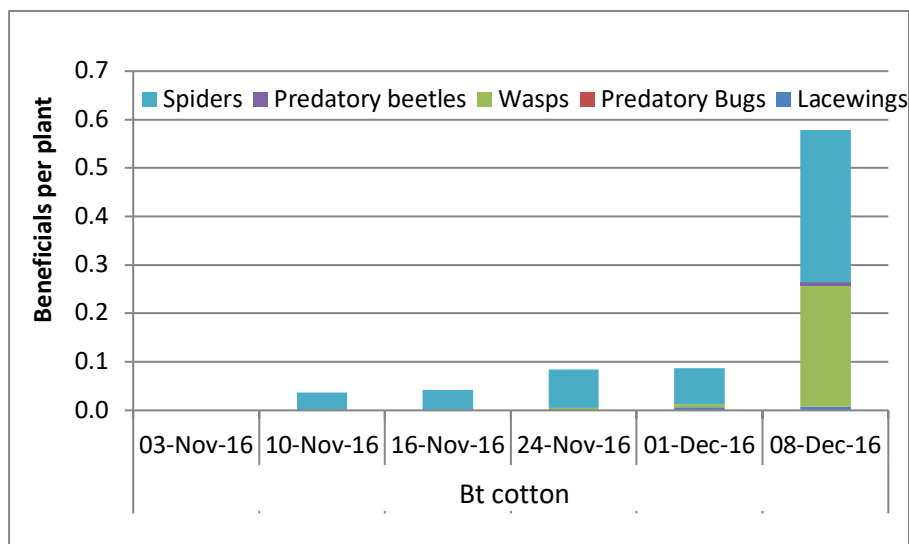 0.7
Spiders Predatory beetles Wasps Predatory Bugs Lacewings
0.6
0.5
0.4
0.3
0.2
0.1
0.0
Beneficials per plant
03-Nov-16 10-Nov-16 16-Nov-16 24-Nov-16 01-Dec-16 08-Dec-16
Bt cotton